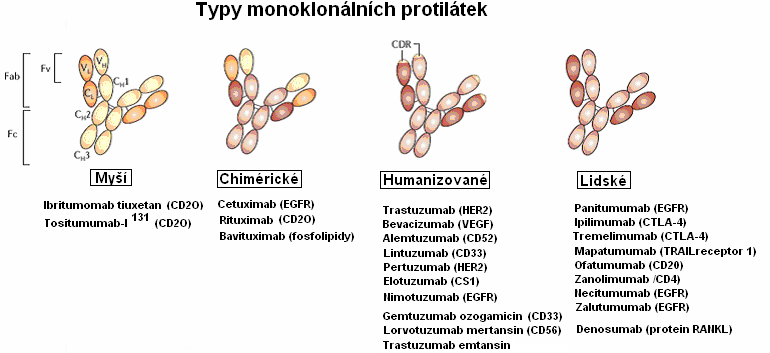 Typy monoklonálních protilátek
CDR
Fab
Fv
Fc
VL
VH
CL
CH1
CH2
CH3
Myší
Ibritumomab tiuxetan (CD2O)
Tositumumab-I 131 (CD2O)
Chimérické
Cetuximab (EGFR)
Rituximab (CD2O)
Bavituximab (fosfolipidy)
Humanizované
Trastuzumab (HER2)
Bevacizumab (VEGF)
Alemtuzumab (CD52)
Lintuzumab (CD33)
Pertuzumab (HER2)
Elotuzumab (CS1)
Nimotuzumab (EGFR)
Gemtuzumab ozogamicin (CD33)
Lorvotuzumab mertansin (CD56)
Trastuzumab emtansin
Lidské
Panitumumab (EGFR)
Ipilimumab (CTLA-4)
Tremelimumab (CTLA-4)
Mapatumumab (TRAILreceptor 1)
Ofatumumab (CD20)
Zanolimumab /CD4)
Necitumumab (EGFR)
Zalutumumab (EGFR)
Denosumab (protein RANKL)